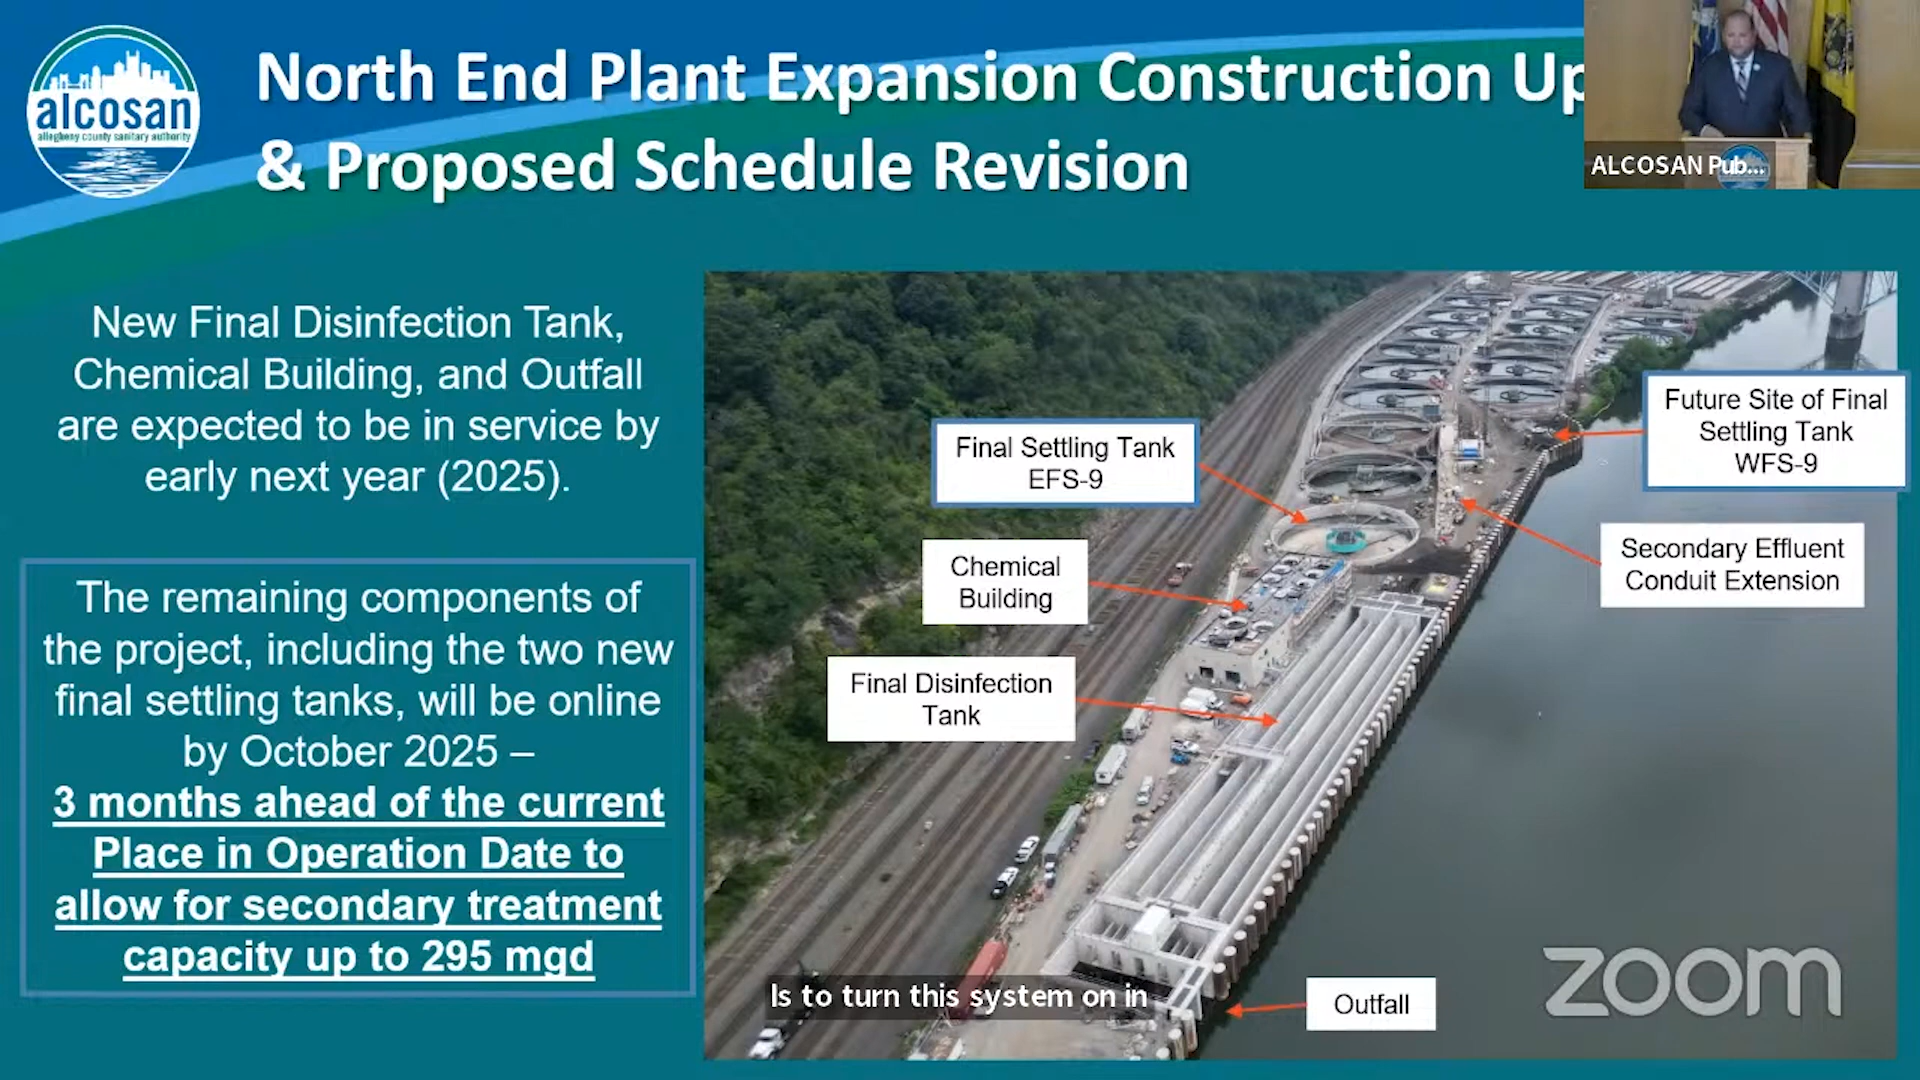 alcosan
allegheny county sanitary authority
North End Plant Expansion Construction Up
& Proposed Schedule Revision
ALCOSAN Pub...
New Final Disinfection Tank,
Chemical Building, and Outfall
are expected to be in service by
early next year (2025).
The remaining components of
the project, including the two new
final settling tanks, will be online
by October 2025 –
3 months ahead of the current
Place in Operation Date to
allow for secondary treatment
capacity up to 295 mgd
Final Settling Tank
EFS-9
Future Site of Final
Settling Tank
WFS-9
Chemical
Building
Secondary Effluent
Conduit Extension
Final Disinfection
Tank
Is to turn this system on in
Outfall
zoom